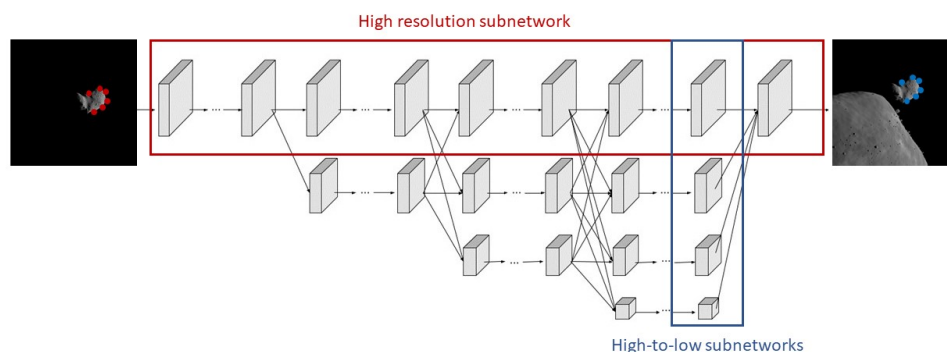 High resolution subnetwork
... ... ... ...
... ... ...
... ...
...
High-to-low subnetworks